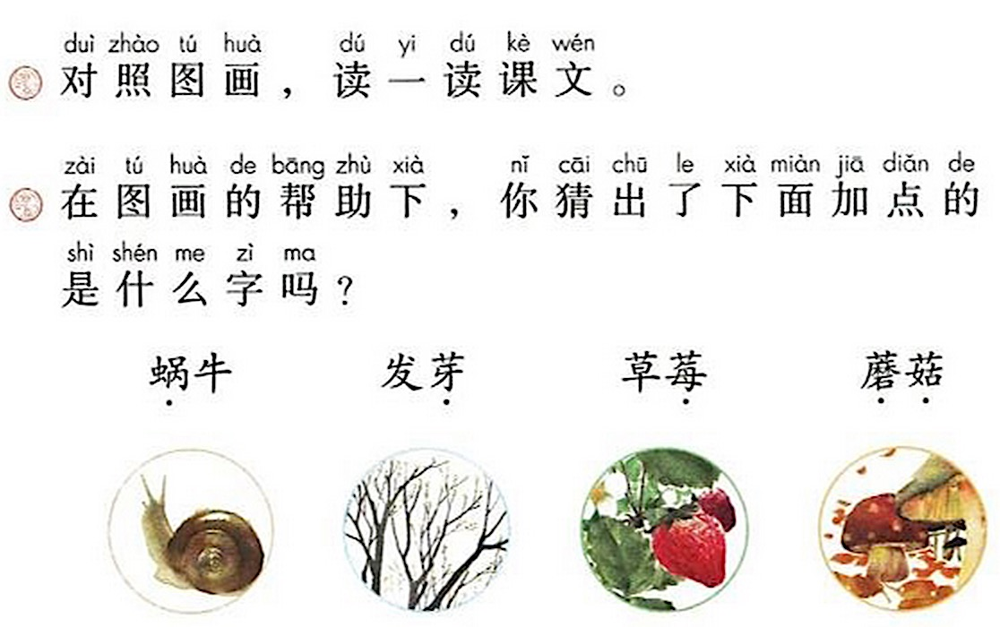 duì zhào tú huà dú yi dú kè wén
对照图画，读一读课文。
zài tú huà de bāng zhù xià nǐ cāi chū le xià miàn jiā diǎn de
在图画的帮助下，你猜出了下面加点的
shì shén me zì ma
是什么字吗？
蜗牛 发芽 草莓 蘑菇